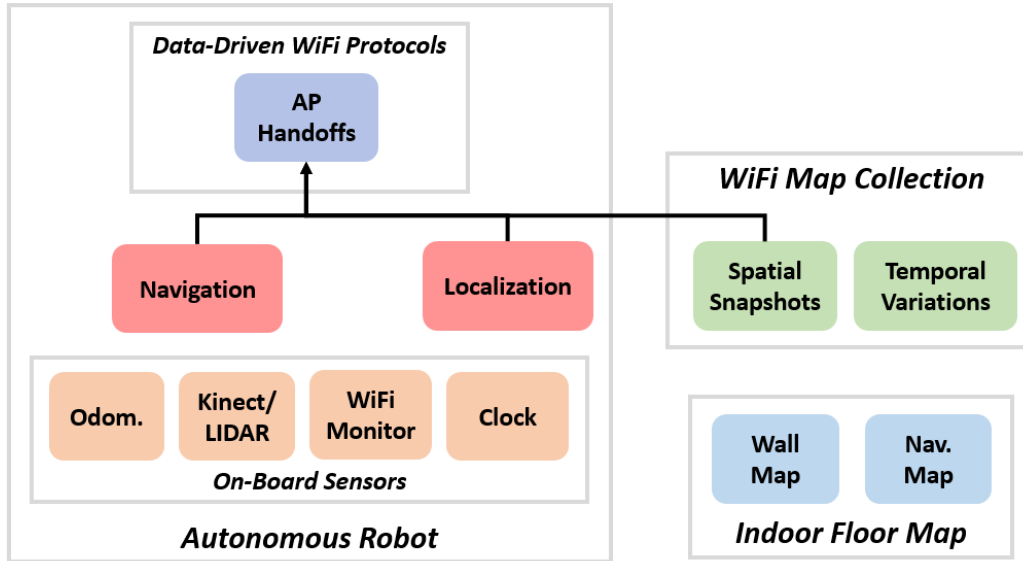 Data-Driven WiFi Protocols
AP
Handoffs
WiFi Map Collection
Navigation
Localization
Spatial
Snapshots
Temporal
Variations
Odom.
Kinect/
LIDAR
WiFi
Monitor
Clock
On-Board Sensors
Autonomous Robot
Wall
Map
Nav.
Map
Indoor Floor Map